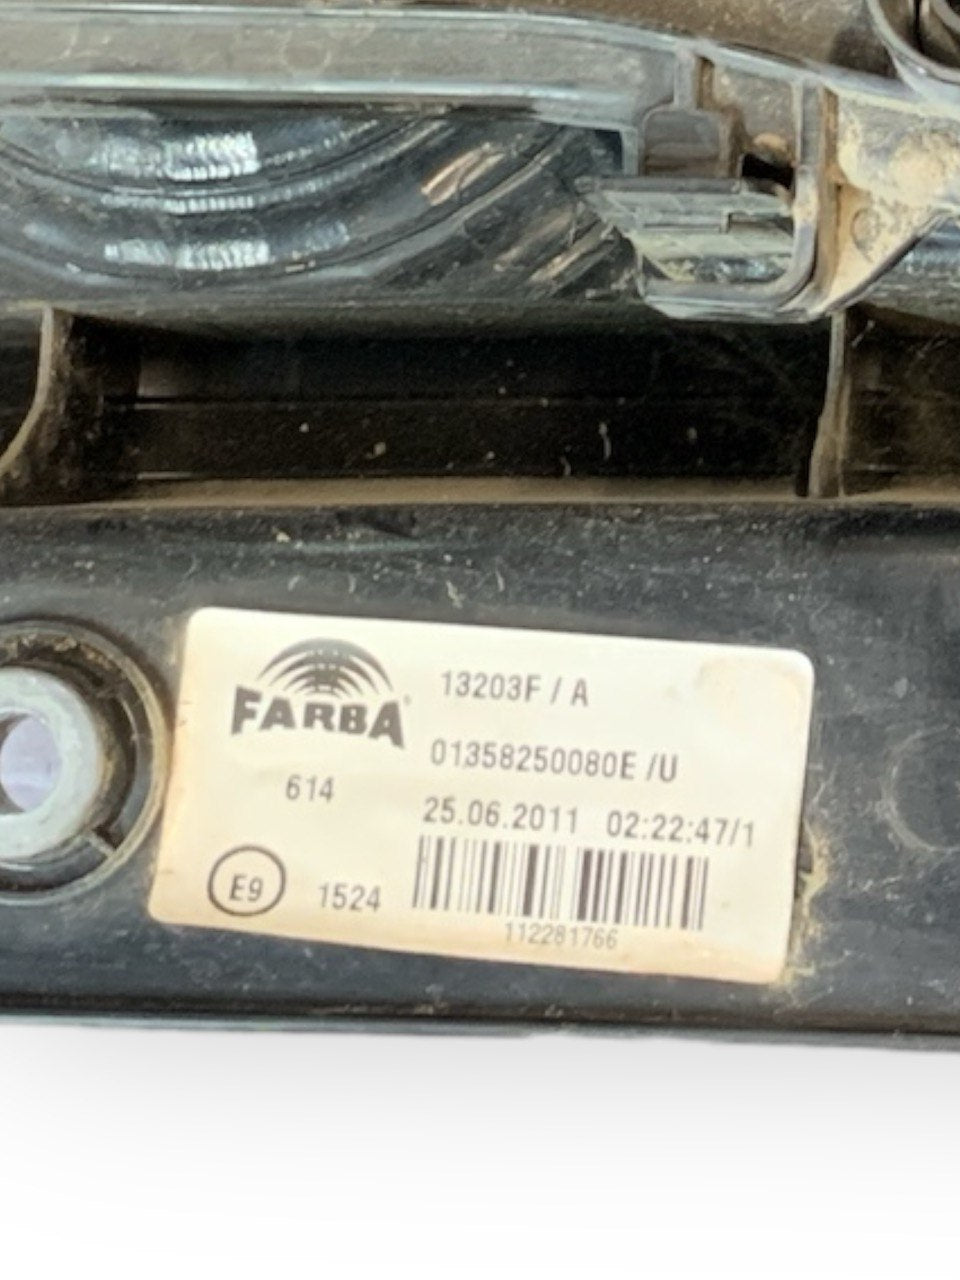 FARBA
13203F / A
01358250080E /U
614
25.06.2011 02:22:47/1
E9
1524
112281766